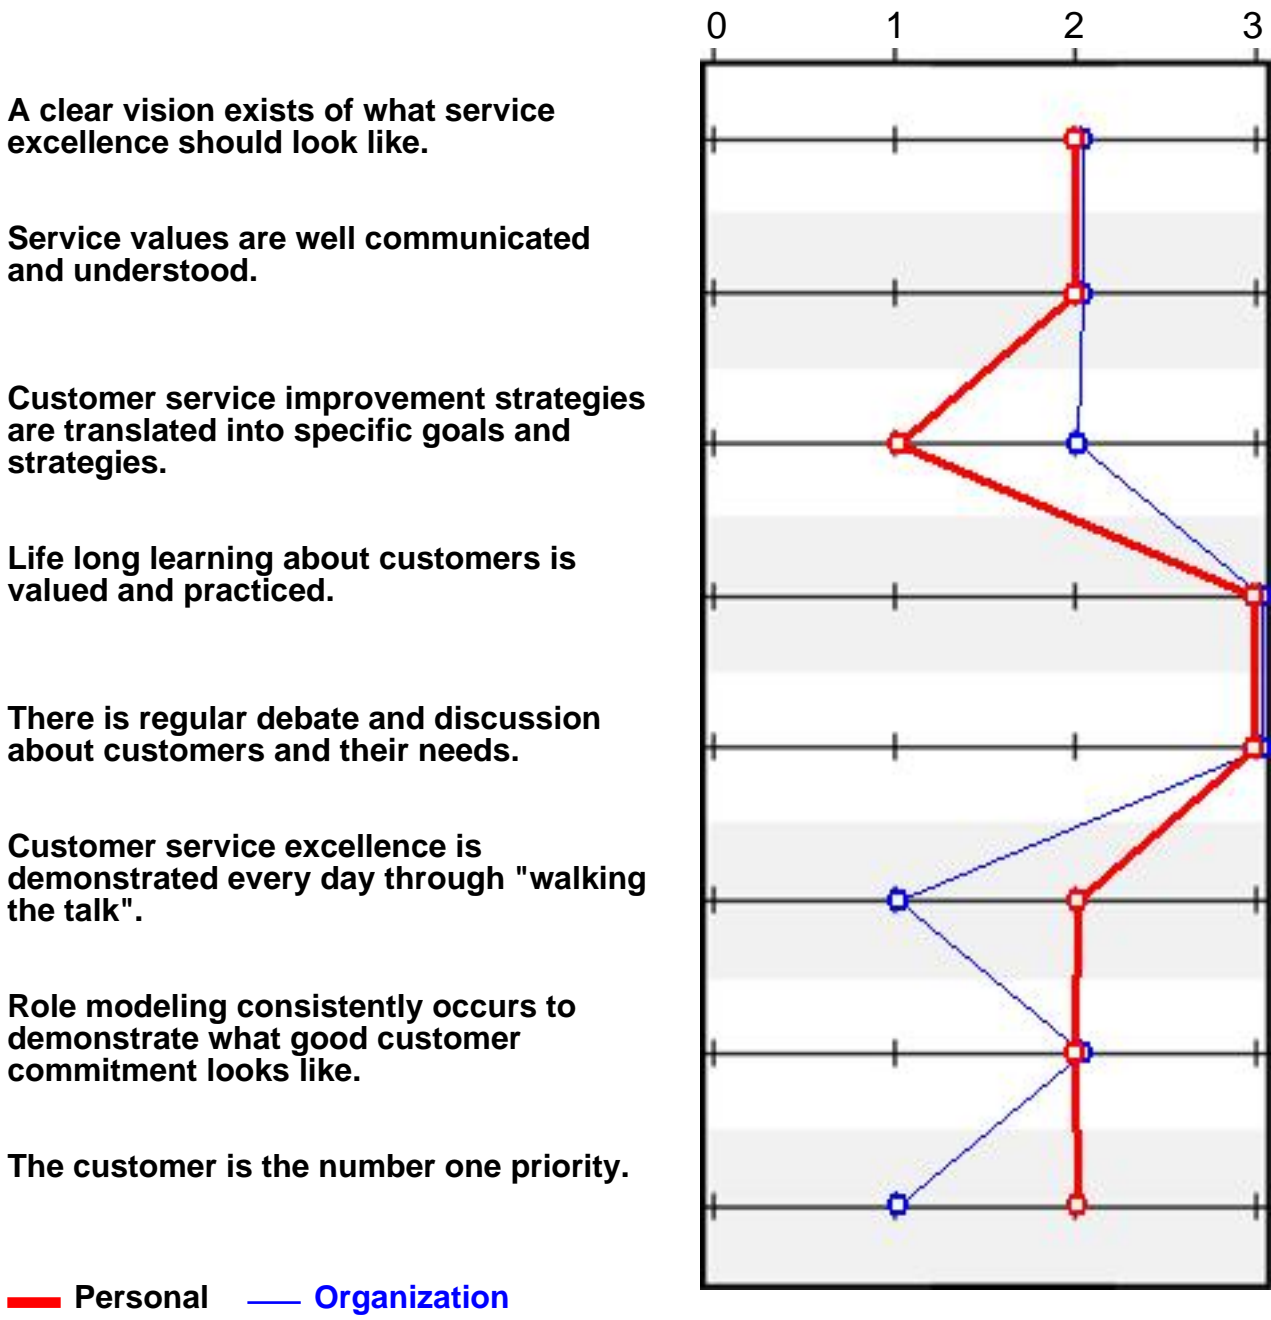 0 1 2 3
A clear vision exists of what service
excellence should look like.
Service values are well communicated
and understood.
Customer service improvement strategies
are translated into specific goals and
strategies.
Life long learning about customers is
valued and practiced.
There is regular debate and discussion
about customers and their needs.
Customer service excellence is
demonstrated every day through "walking
the talk".
Role modeling consistently occurs to
demonstrate what good customer
commitment looks like.
The customer is the number one priority.
Personal Organization